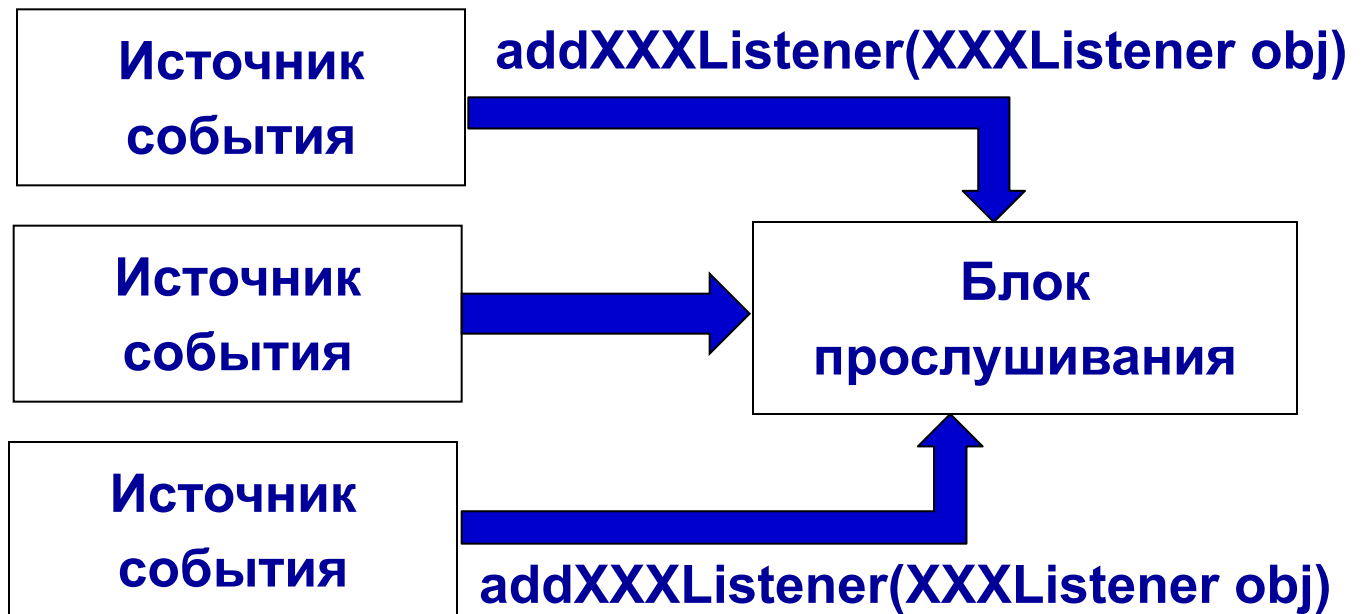 Источник
события
addXXXListener(XXXListener obj)
Источник
события
Блок
прослушивания
Источник
события
addXXXListener(XXXListener obj)